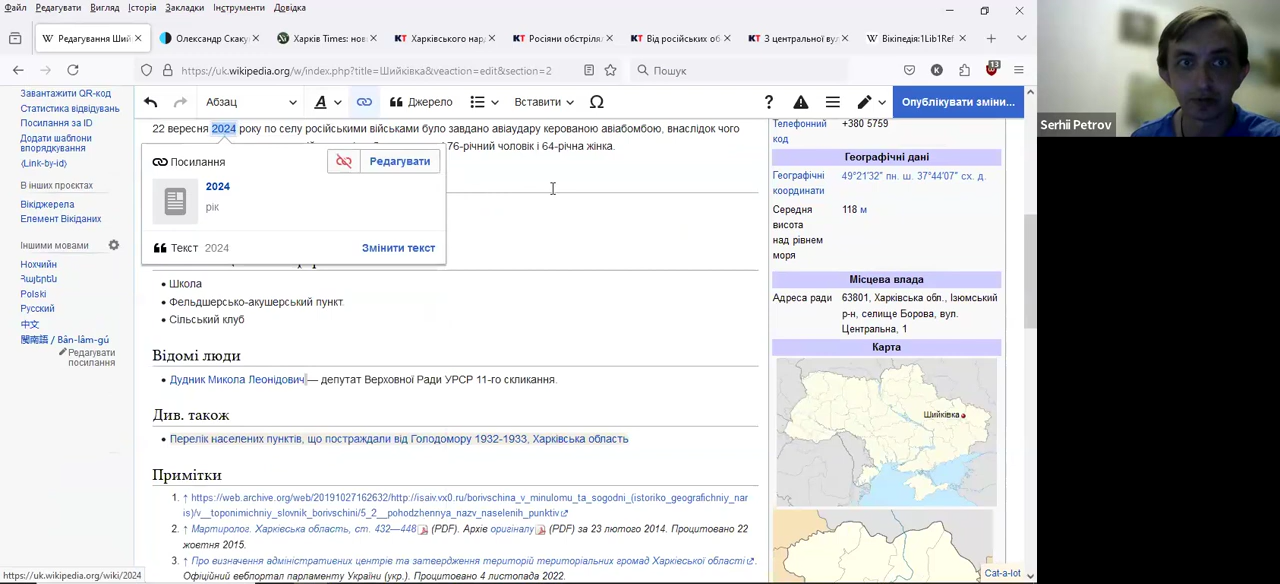 Файл Редагувати Вигляд Історія Закладки Інструменти Довідка
Редагування Ший
Олександр Скаку
Харків Times: нов
Харківського нар
Росіяни обстріля
Від російських об
З центральної вул
Вікіпедія:1Lib1Ref
https://uk.wikipedia.org/w/index.php?title=Шийківка&veaction=edit&section=2
Пошук
13
Serhii Petrov
Завантажити QR-код
Статистика відвідувань
Посилання за ID
Додати шаблони
впорядкування
(Link-by-id)
В інших проєктах
Вікіджерела
Елемент Вікіданих
Іншими мовами
Нохчийн
Հայերեն
Polski
Русский
中文
閩南語 / Bân-lâm-gú
Редагувати
посилання
Абзац
A
Джерело
Вставити
Ω
?
Опублікувати зміни...
22 вересня 2024 року по селу російськими військами було завдано авіаудару керованою авіабомбою, внаслідок чого
76-річний чоловік і 64-річна жінка.
Посилання
Редагувати
2024
рік
Текст 2024
Змінити текст
Школа
Фельдшерсько-акушерський пункт
Сільський клуб
Відомі люди
Дудник Микола Леонідович — депутат Верховної Ради УРСР 11-го скликання.
Див. також
Перелік населених пунктів, що постраждали від Голодомору 1932-1933, Харківська область
Примітки
1. ↑ https://web.archive.org/web/20191027162632/http://isaiv.vx0.ru/borivschina_v_minulomu_ta_sogodni_(istoriko_geografichniy_nar
is)/v__toponimichniy_slovnik_borivschini/5_2__pohodzhennya_nazv_naselenih_punktiv
2. ↑ Мартиролог. Харківська область, ст. 432—448 (PDF). Архів оригіналу (PDF) за 23 лютого 2014. Процитовано 22
жовтня 2015.
3. ↑ Про визначення адміністративних центрів та затвердження територій територіальних громад Харківської області.
Офіційний вебпортал парламенту України (укр.). Процитовано 4 листопада 2022.
Телефонний
код
+380 5759
Географічні дані
Географічні
координати
49°21′32″ пн. ш. 37°44′07″ сх. д.
Середня
висота
над рівнем
моря
118 м
Місцева влада
Адреса ради
63801, Харківська обл., Ізюмський
р-н, селище Борова, вул.
Центральна, 1
Карта
Шийківка
Cat-a-lot
https://uk.wikipedia.org/wiki/2024